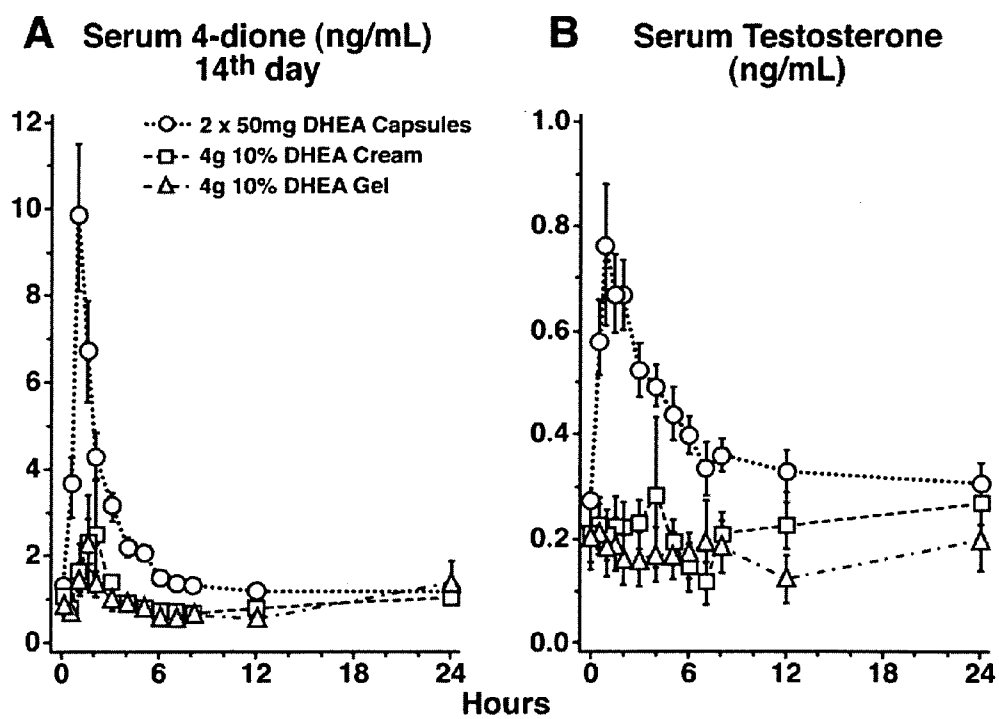 A Serum 4-dione (ng/mL)
14th day
B Serum Testosterone
(ng/mL)
2 x 50mg DHEA Capsules
4g 10% DHEA Cream
4g 10% DHEA Gel
12
10
8
6
4
2
0
0 6 12 18 24
1.0
0.8
0.6
0.4
0.2
0.0
0 6 12 18 24
Hours